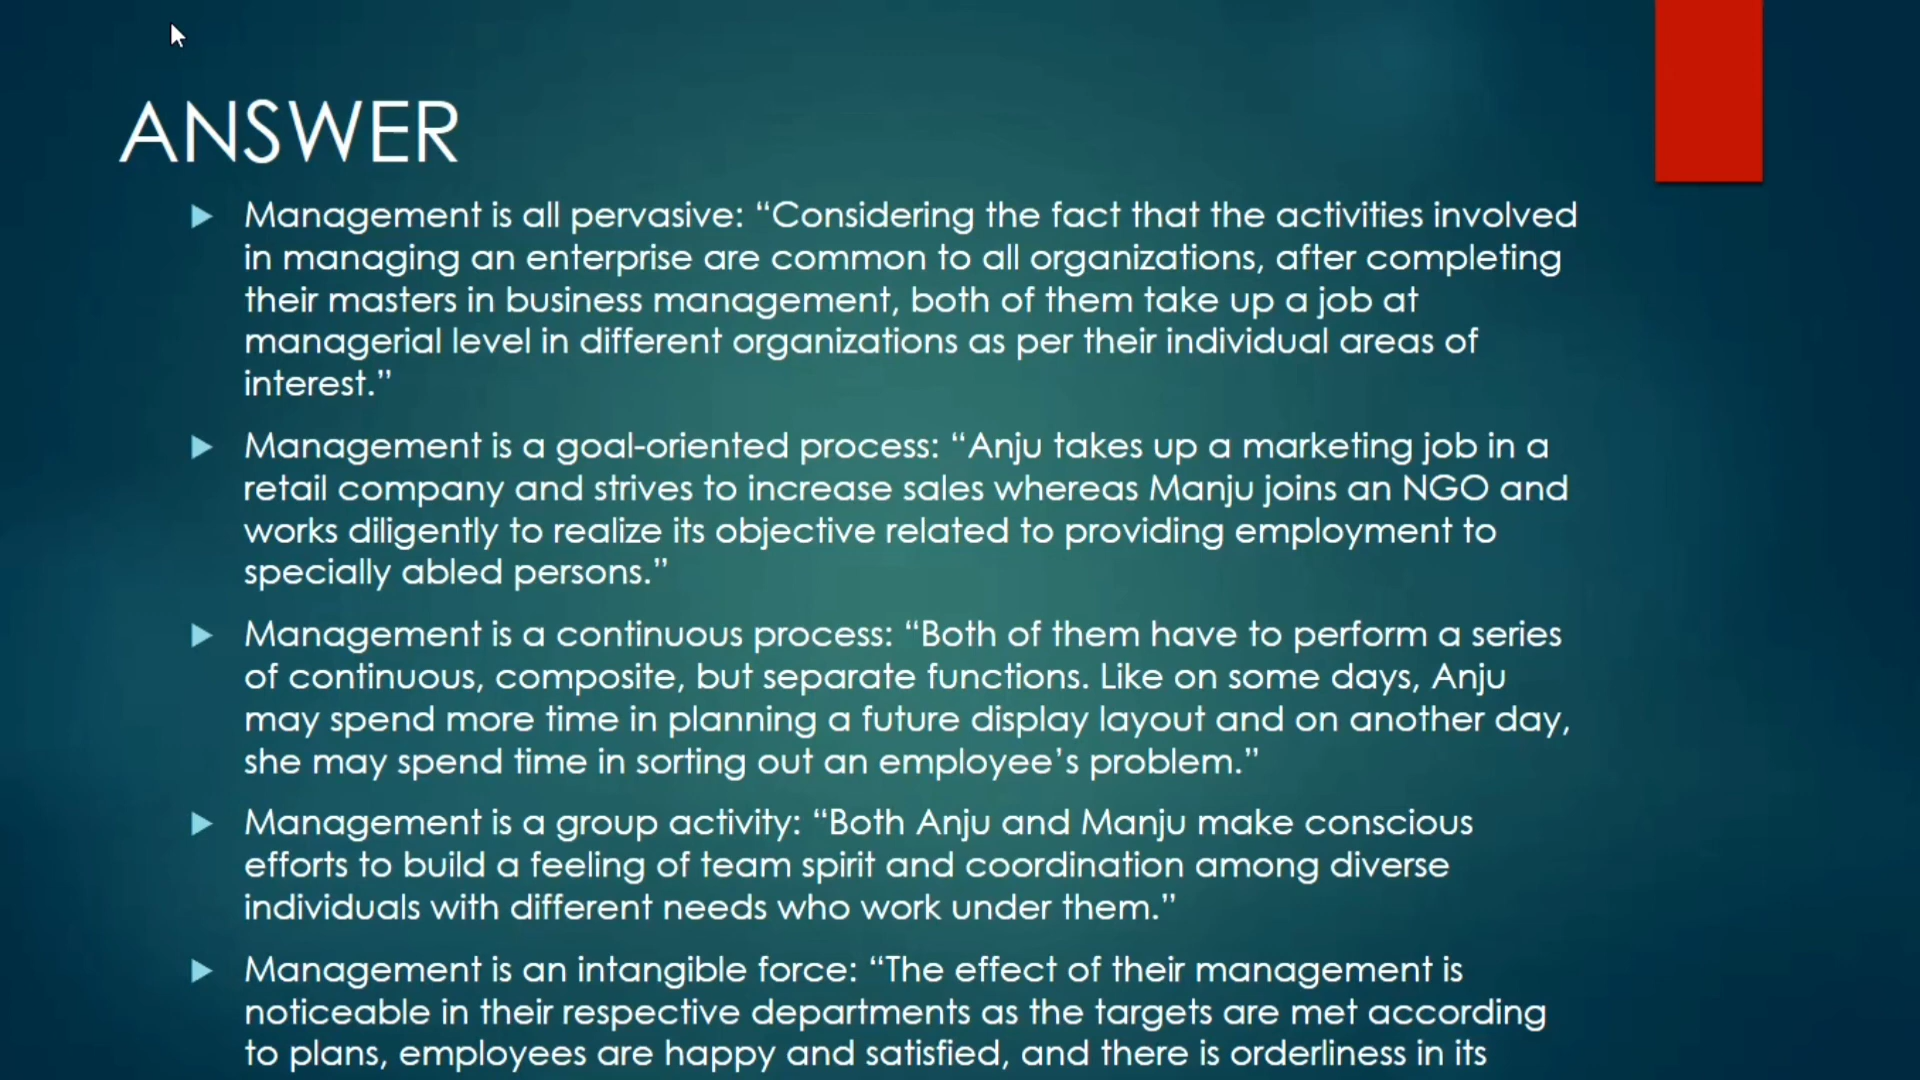 ANSWER
Management is all pervasive: “Considering the fact that the activities involved
in managing an enterprise are common to all organizations, after completing
their masters in business management, both of them take up a job at
managerial level in different organizations as per their individual areas of
interest.”
Management is a goal-oriented process: “Anju takes up a marketing job in a
retail company and strives to increase sales whereas Manju joins an NGO and
works diligently to realize its objective related to providing employment to
specially abled persons.”
Management is a continuous process: “Both of them have to perform a series
of continuous, composite, but separate functions. Like on some days, Anju
may spend more time in planning a future display layout and on another day,
she may spend time in sorting out an employee’s problem.”
Management is a group activity: “Both Anju and Manju make conscious
efforts to build a feeling of team spirit and coordination among diverse
individuals with different needs who work under them.”
Management is an intangible force: “The effect of their management is
noticeable in their respective departments as the targets are met according
to plans, employees are happy and satisfied, and there is orderliness in its